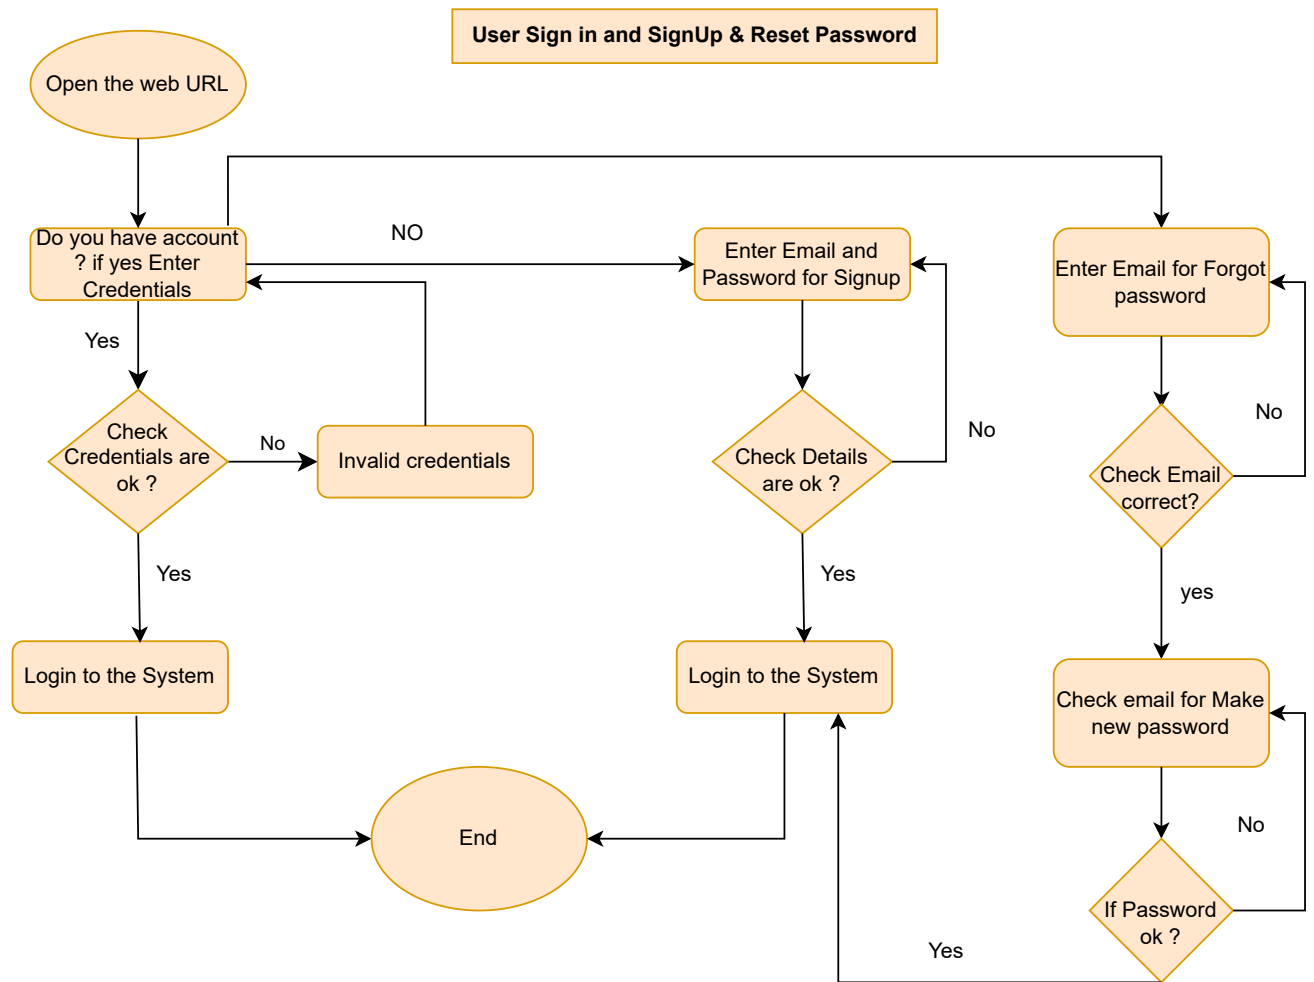 User Sign in and SignUp & Reset Password
Open the web URL
Do you have account
? if yes Enter
Credentials
NO
Enter Email and
Password for Signup
Enter Email for Forgot
password
Yes
Check
Credentials are
ok ?
No
Invalid credentials
Check Details
are ok ?
No
Check Email
correct?
No
Yes
Yes
yes
Login to the System
Login to the System
Check email for Make
new password
End
No
If Password
ok ?
Yes